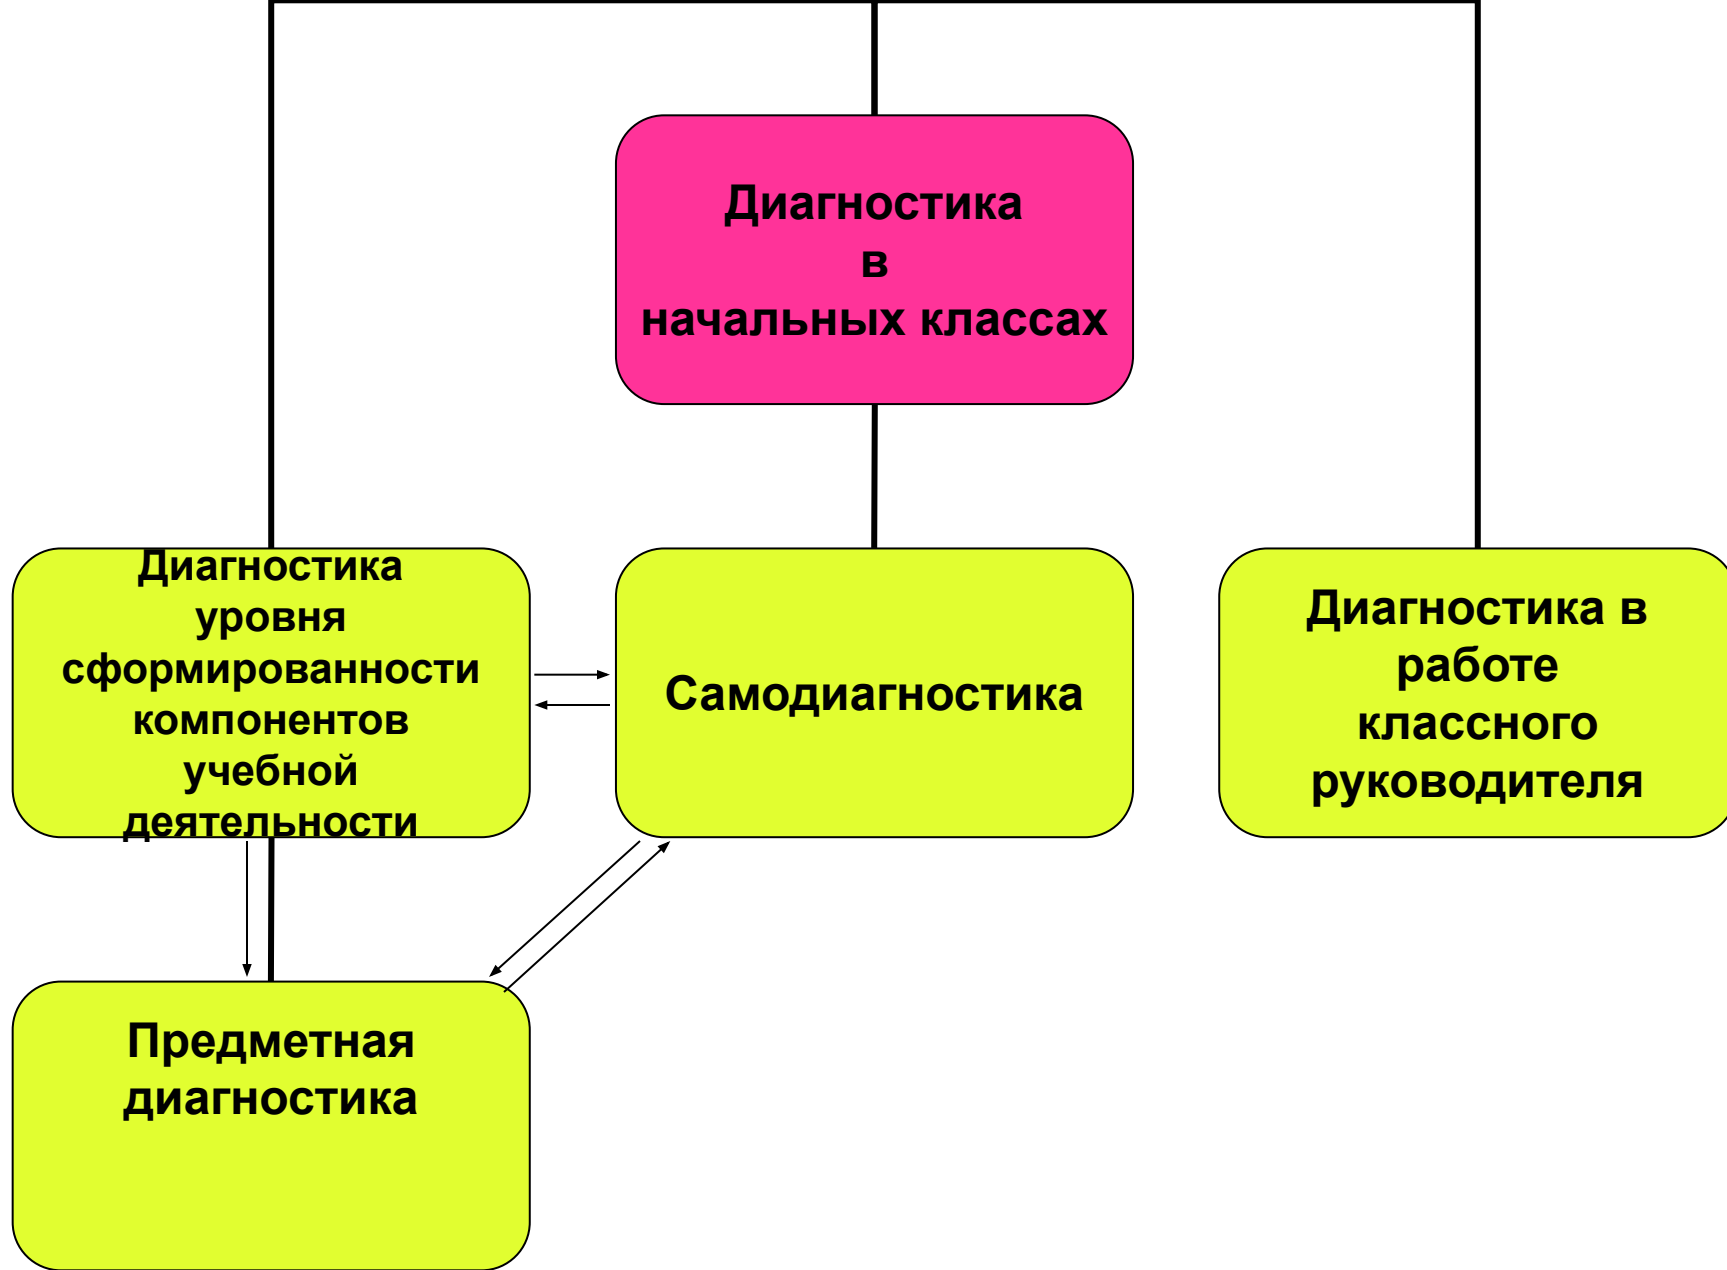 Диагностика
в
начальных классах
Диагностика
уровня
сформированности
компонентов
учебной
деятельности
Самодиагностика
Диагностика в
работе
классного
руководителя
Предметная
диагностика